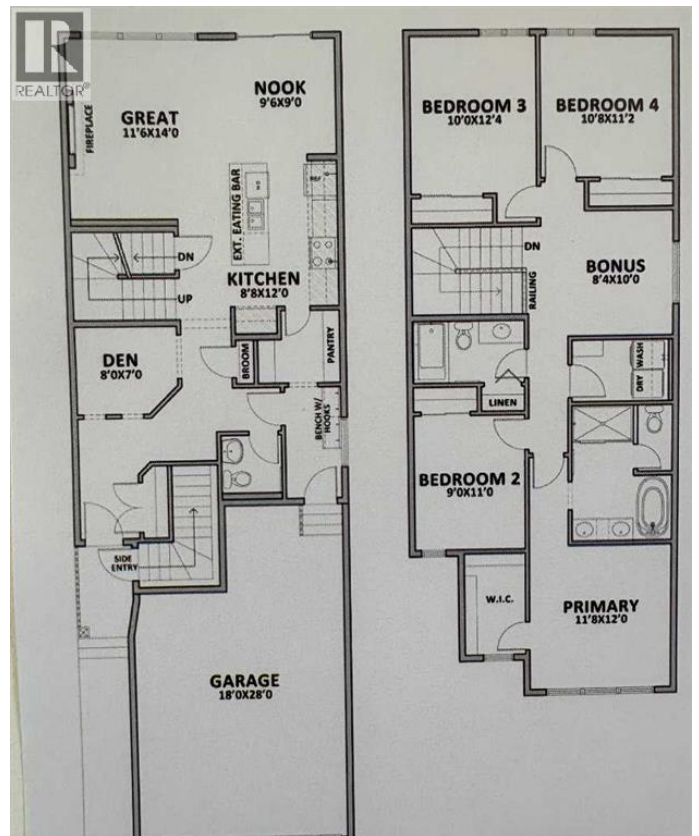 REALTOR®
GREAT
11'6X14'0
NOOK
9'6X9'0
FIREPLACE
EXT. EATING BAR
REF
DN
UP
KITCHEN
8'8X12'0
DEN
8'0X7'0
BROOM
PANTRY
BENCH W/
HOOKS
SIDE
ENTRY
GARAGE
18'0X28'0
BEDROOM 3
10'0X12'4
BEDROOM 4
10'8X11'2
DN
RAILING
BONUS
8'4X10'0
LINEN
DRY
WASH
BEDROOM 2
9'0X11'0
W.I.C.
PRIMARY
11'8X12'0